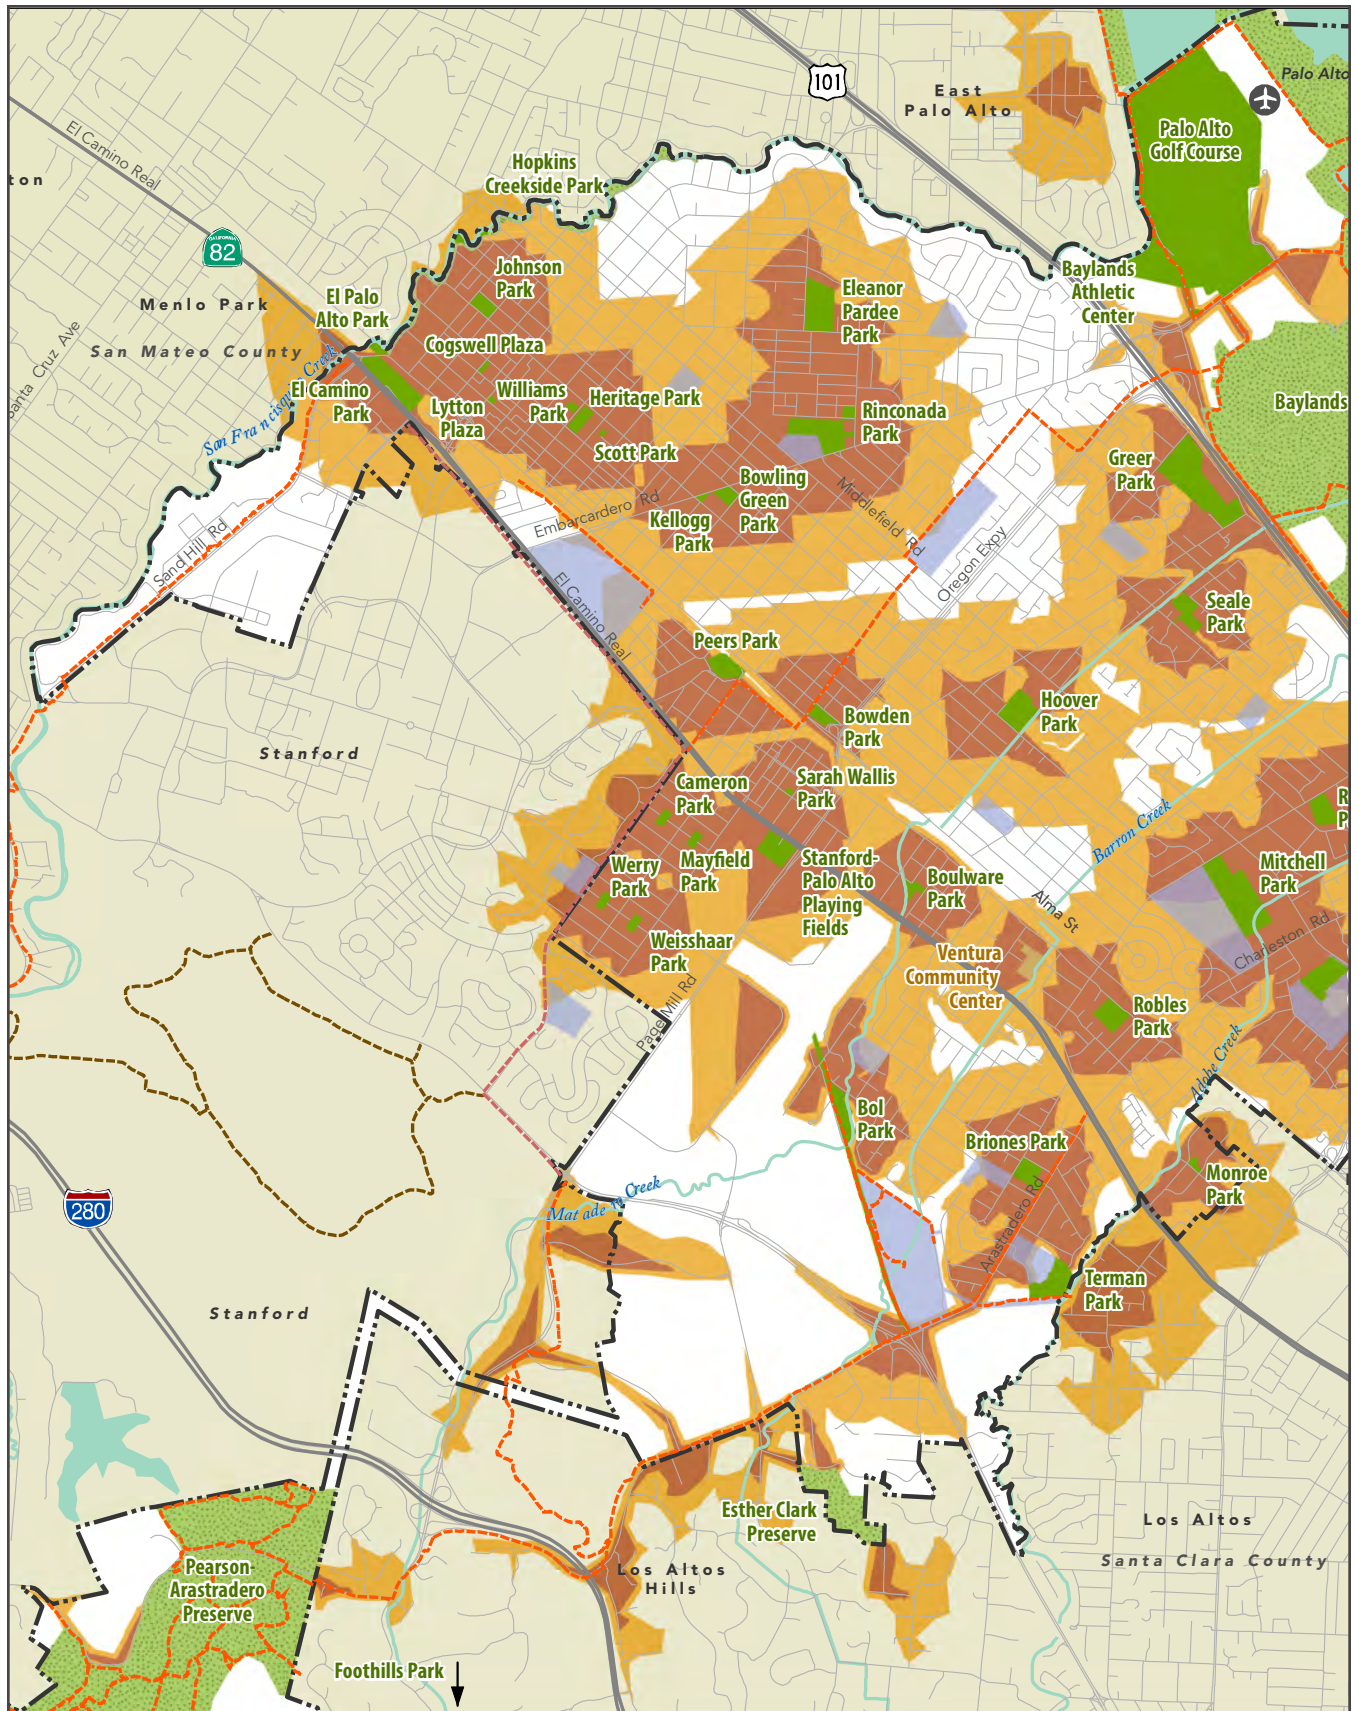 101
East
Palo Alto
Palo Alto
Palo Alto
Golf Course
El Camino Real
ton
Hopkins
Creekside Park
CALIFORNIA
82
Menlo Park
San Mateo County
Santa Cruz Ave
El Palo
Alto Park
Johnson
Park
Eleanor
Pardee
Park
Baylands
Athletic
Center
Cogswell Plaza
San Francisquito Creek
El Camino
Park
Lytton
Plaza
Williams
Park
Heritage Park
Rinconada
Park
Baylands
Scott Park
Greer
Park
Bowling
Green
Park
Kellogg
Park
Embarcadero Rd
Middlefield Rd
Oregon Expy
Sand Hill Rd
El Camino Real
Seale
Park
Peers Park
Hoover
Park
Bowden
Park
Stanford
Cameron
Park
Sarah Wallis
Park
R
P
Barron Creek
Werry
Park
Mayfield
Park
Stanford-
Palo Alto
Playing
Fields
Boulware
Park
Mitchell
Park
Alma St
Charleston Rd
Weisshaar
Park
Ventura
Community
Center
Page Mill Rd
Robles
Park
Adobe Creek
Bol
Park
Briones Park
Monroe
Park
280
Matadero Creek
Arastradero Rd
Terman
Park
Stanford
Esther Clark
Preserve
Los Altos
Santa Clara County
Los Altos
Hills
Pearson-
Arastradero
Preserve
Foothills Park